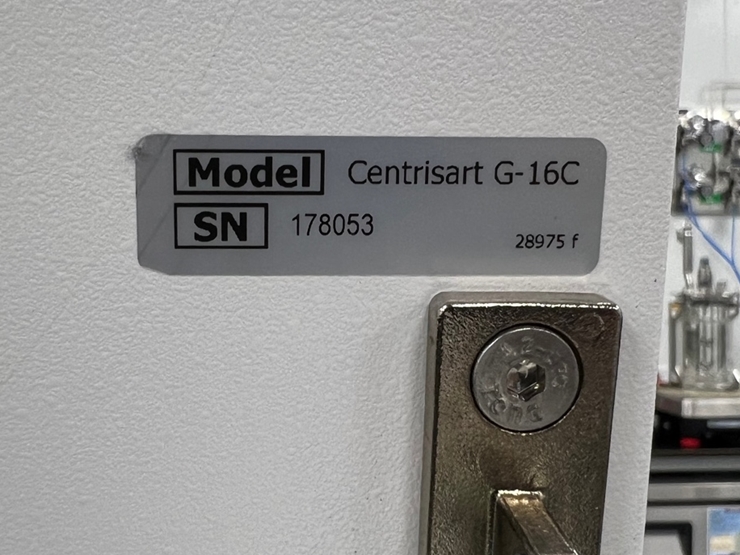 Model Centrisart G-16C
SN 178053
28975 f